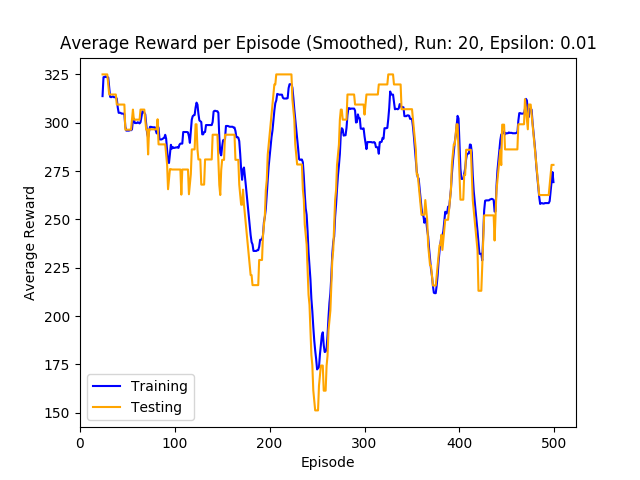 Average Reward per Episode (Smoothed), Run: 20, Epsilon: 0.01
Average Reward
325
300
275
250
225
200
175
150
Training
Testing
0
100
200
300
400
500
Episode